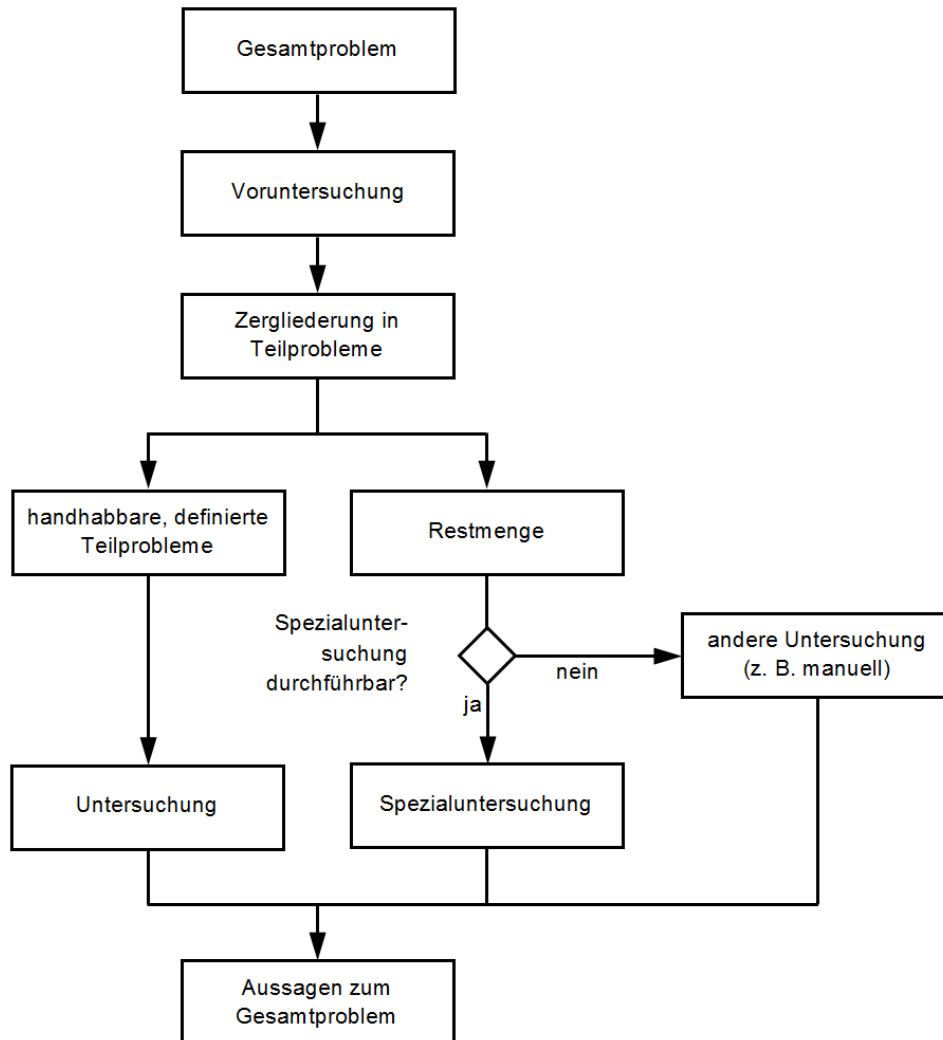 Gesamtproblem
Voruntersuchung
Zergliederung in
Teilprobleme
handhabbare, definierte
Teilprobleme
Restmenge
Spezialunter-
suchung
durchführbar?
nein
ja
andere Untersuchung
(z. B. manuell)
Untersuchung
Spezialuntersuchung
Aussagen zum
Gesamtproblem